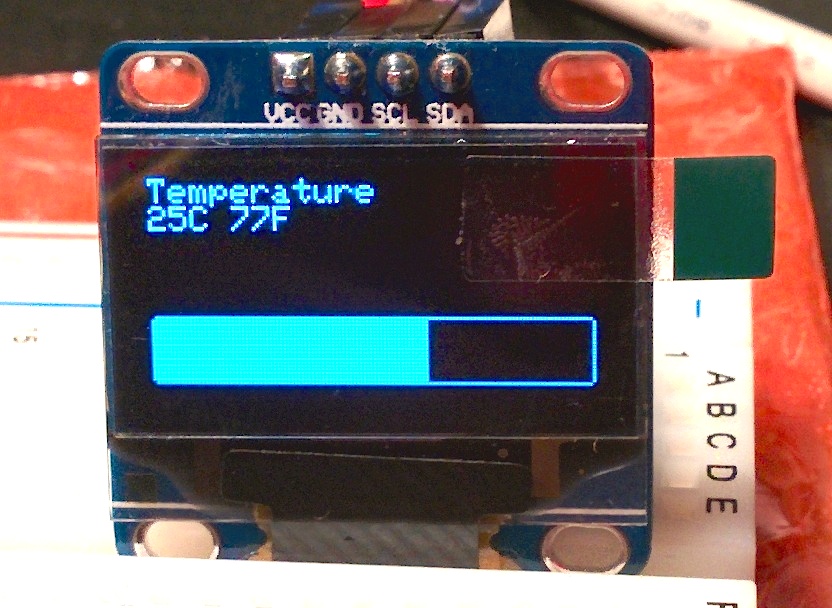 VCC GND SCL SDA
Temperature
25C 77F
-
1
A B C D E